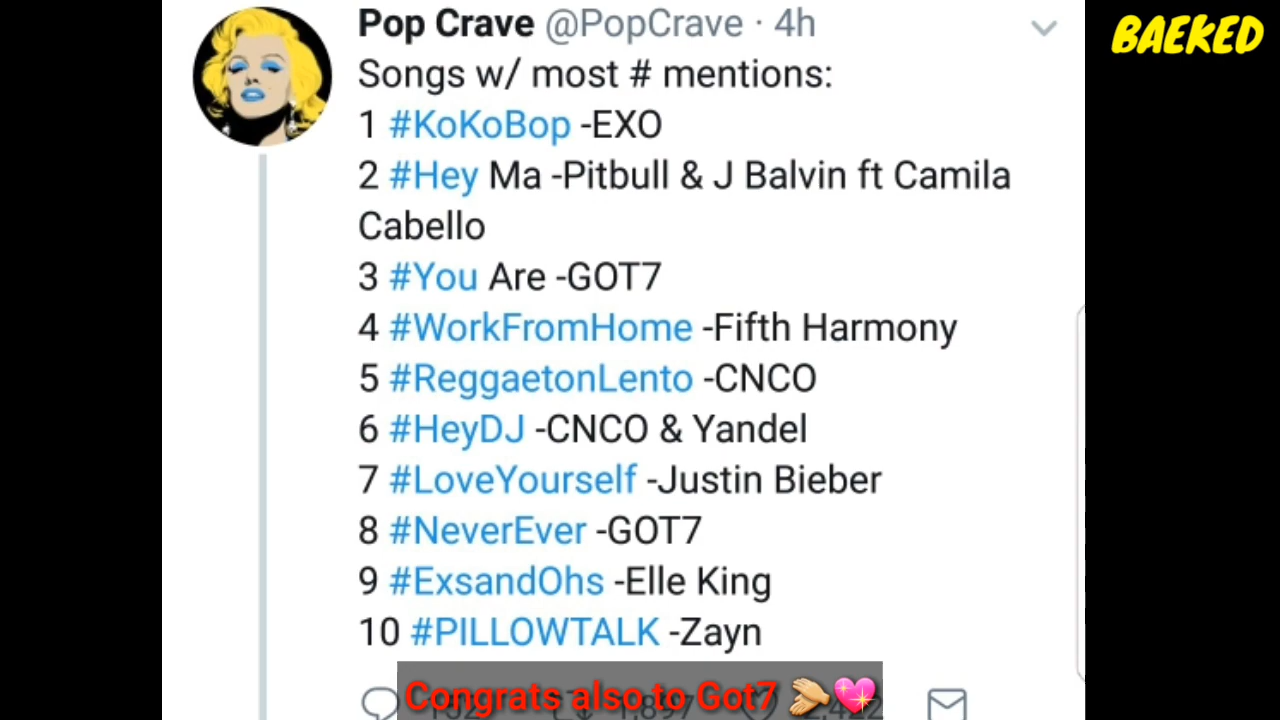 BAEKED
Pop Crave @PopCrave · 4h
Songs w/ most # mentions:
1 #KoKoBop -EXO
2 #Hey Ma -Pitbull & J Balvin ft Camila
Cabello
3 #You Are -GOT7
4 #WorkFromHome -Fifth Harmony
5 #ReggaetonLento -CNCO
6 #HeyDJ -CNCO & Yandel
7 #LoveYourself -Justin Bieber
8 #NeverEver -GOT7
9 #ExsandOhs -Elle King
10 #PILLOWTALK -Zayn
Congrats also to Got7 👏💖